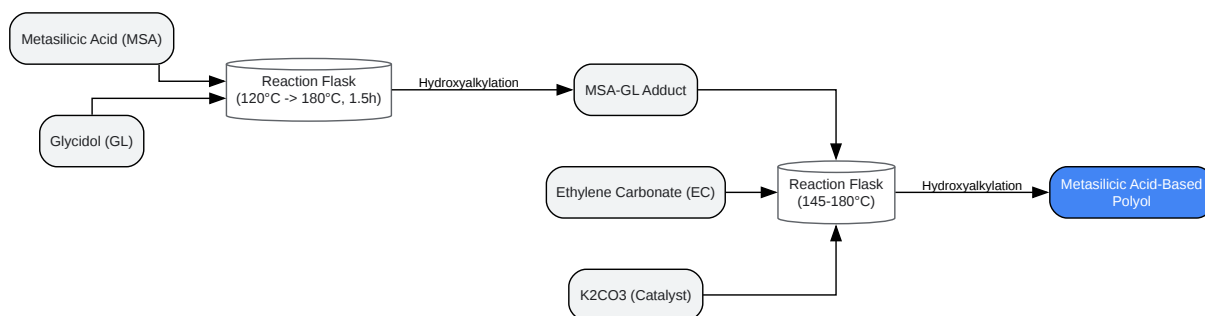 Metasilicic Acid (MSA)
Glycidol (GL)
Reaction Flask
(120°C -> 180°C, 1.5h)
Hydroxyalkylation
MSA-GL Adduct
Ethylene Carbonate (EC)
K2CO3 (Catalyst)
Reaction Flask
(145-180°C)
Hydroxyalkylation
Metasilicic Acid-Based
Polyol